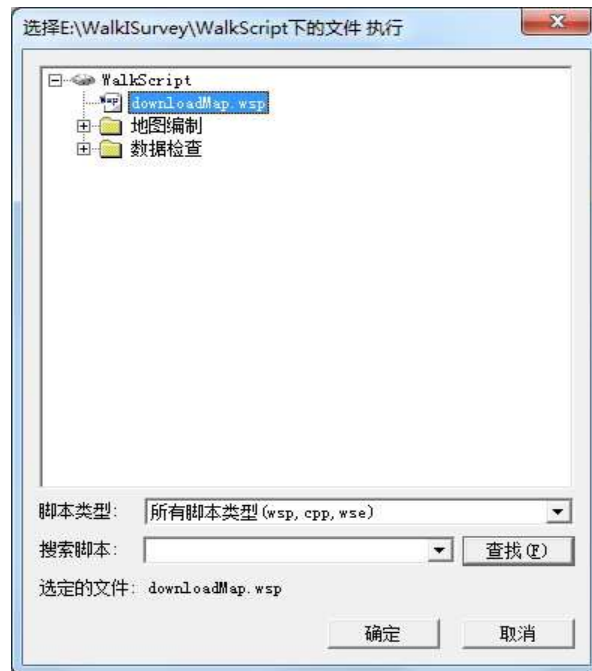 选择E:\WalkISurvey\WalkScript下的文件 执行
WalkScript
downloadMap.wsp
地图编制
数据检查
脚本类型: 所有脚本类型(wsp, cpp, wse)
搜索脚本: 查找(F)
选定的文件: downloadMap.wsp
确定 取消